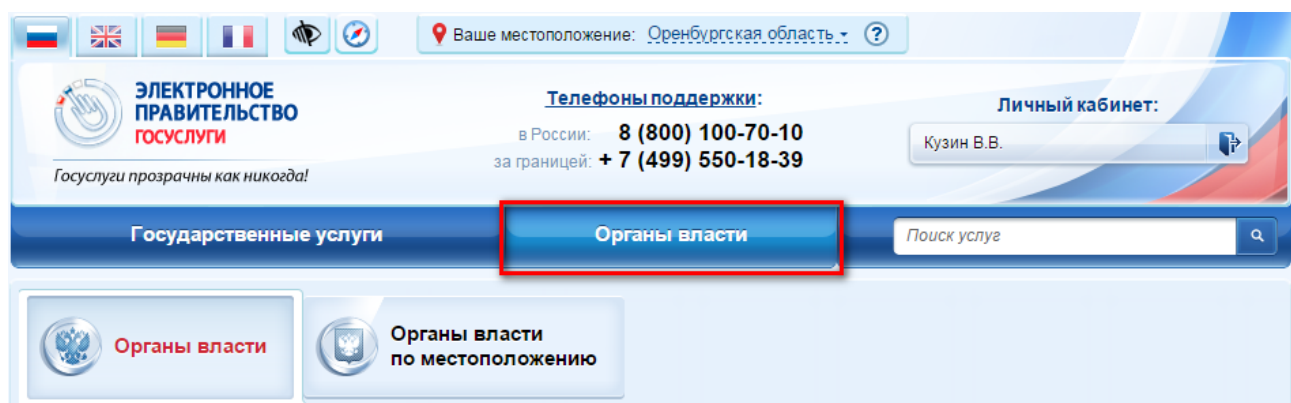 Ваше местоположение: Оренбургская область
?
ЭЛЕКТРОННОЕ
ПРАВИТЕЛЬСТВО
ГОСУСЛУГИ
Госуслуги прозрачны как никогда!
Телефоны поддержки:
в России: 8 (800) 100-70-10
за границей: + 7 (499) 550-18-39
Личный кабинет:
Кузин В.В.
Государственные услуги
Органы власти
Поиск услуг
Органы власти
Органы власти
по местоположению